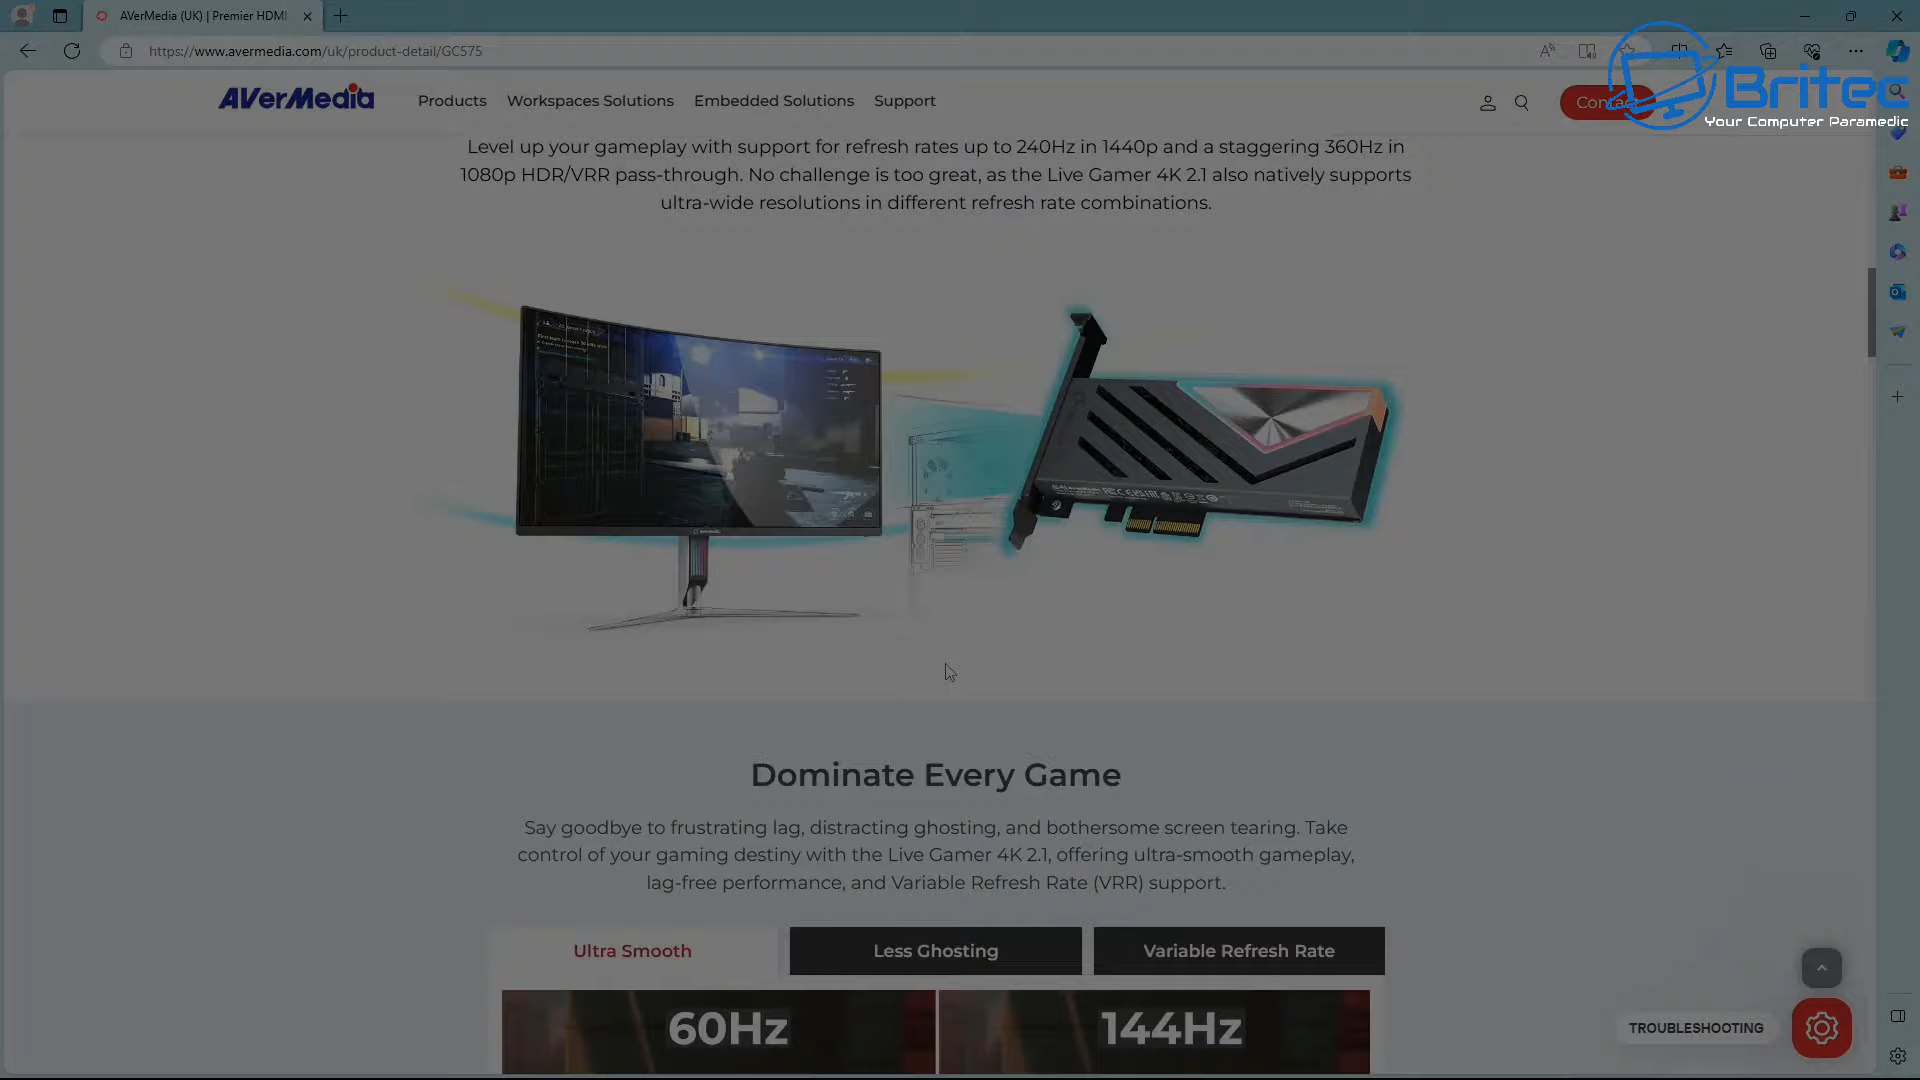 AVerMedia (UK) | Premier HDMI
https://www.avermedia.com/uk/product-detail/GC575
Britec
Your Computer Paramedic
AVerMedia
Products
Workspaces Solutions
Embedded Solutions
Support
Level up your gameplay with support for refresh rates up to 240Hz in 1440p and a staggering 360Hz in
1080p HDR/VRR pass-through. No challenge is too great, as the Live Gamer 4K 2.1 also natively supports
ultra-wide resolutions in different refresh rate combinations.
Dominate Every Game
Say goodbye to frustrating lag, distracting ghosting, and bothersome screen tearing. Take
control of your gaming destiny with the Live Gamer 4K 2.1, offering ultra-smooth gameplay,
lag-free performance, and Variable Refresh Rate (VRR) support.
Ultra Smooth
Less Ghosting
Variable Refresh Rate
60Hz
144Hz
TROUBLESHOOTING